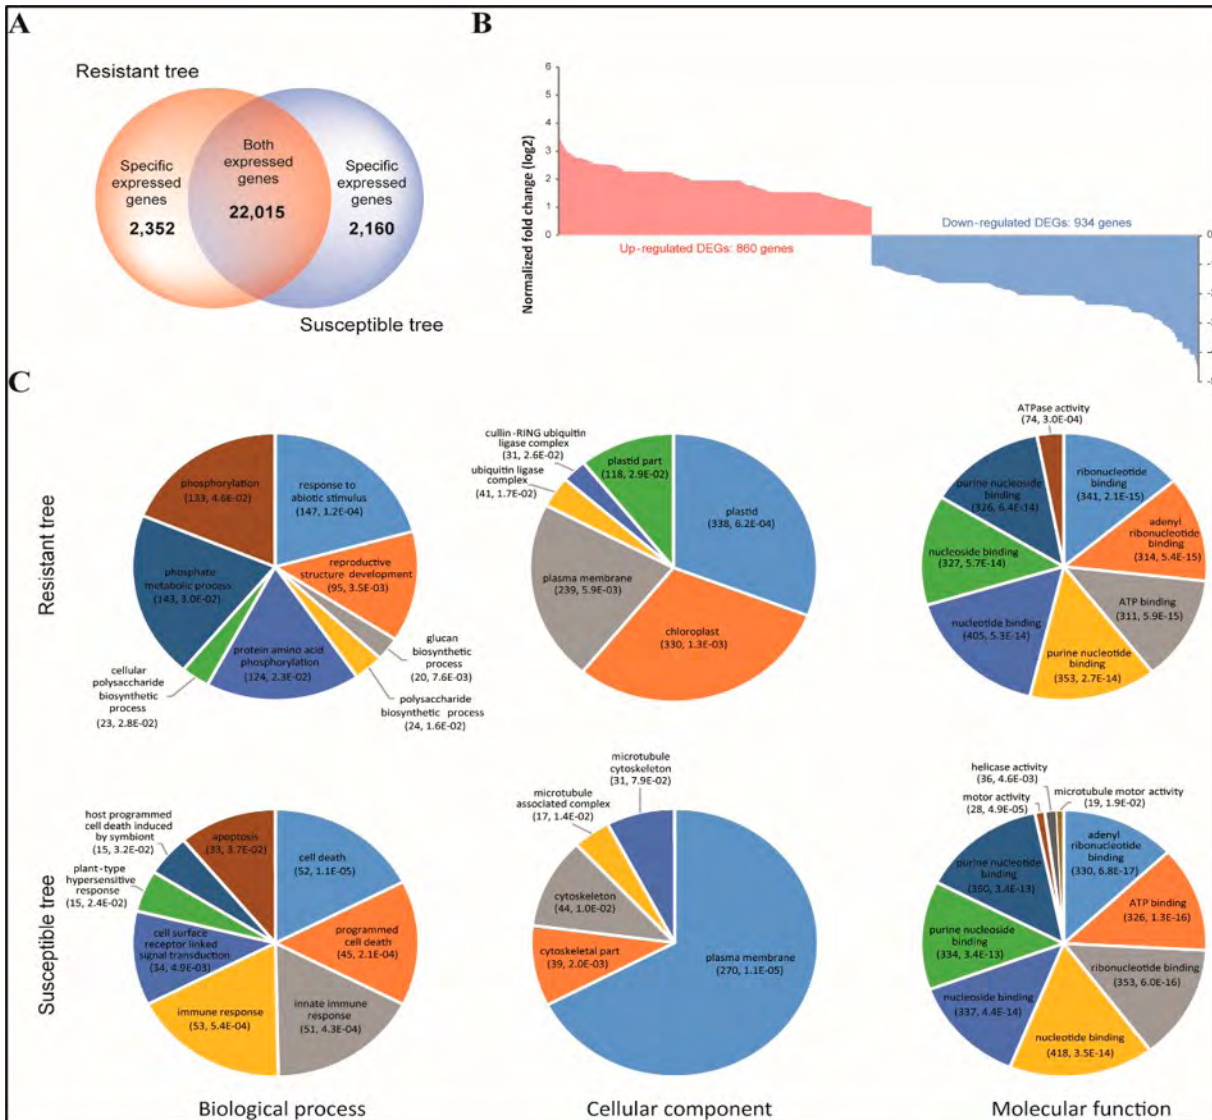 A
Resistant tree
Specific
expressed
genes
2,352
Both
expressed
genes
22,015
Specific
expressed
genes
2,160
Susceptible tree
B
Normalized fold change (log2)
6
5
4
3
2
1
0
Up-regulated DEGs: 860 genes
Down-regulated DEGs: 934 genes
0
-1
-2
-3
-4
-5
C
Resistant tree
phosphorylation
(133, 4.6E-02)
response to
abiotic stimulus
(147, 1.2E-04)
reproductive
structure development
(95, 3.5E-03)
glucan
biosynthetic
process
(20, 7.6E-03)
polysaccharide
biosynthetic process
(24, 1.6E-02)
protein amino acid
phosphorylation
(124, 2.3E-02)
cellular
polysaccharide
biosynthetic
process
(23, 2.8E-02)
phosphate
metabolic process
(143, 3.0E-02)
cullin-RING ubiquitin
ligase complex
(31, 2.6E-02)
ubiquitin ligase
complex
(41, 1.7E-02)
plastid part
(118, 2.9E-02)
plastid
(338, 6.2E-04)
plasma membrane
(239, 5.9E-03)
chloroplast
(330, 1.3E-03)
ATPase activity
(74, 3.0E-04)
ribonucleotide
binding
(341, 2.1E-15)
purine nucleoside
binding
(326, 6.4E-14)
adenyl
ribonucleotide
binding
(314, 5.4E-15)
nucleoside binding
(327, 5.7E-14)
ATP binding
(311, 5.9E-15)
nucleotide binding
(405, 5.3E-14)
purine nucleotide
binding
(353, 2.7E-14)
Susceptible tree
host programmed
cell death induced
by symbiont
(15, 3.2E-02)
apoptosis
(33, 3.7E-02)
cell death
(52, 1.1E-05)
plant-type
hypersensitive
response
(15, 2.4E-02)
cell surface
receptor linked
signal transduction
(34, 4.9E-03)
programmed
cell death
(45, 2.1E-04)
immune response
(53, 5.4E-04)
innate immune
response
(51, 4.3E-04)
microtubule
cytoskeleton
(31, 7.9E-02)
microtubule
associated complex
(17, 1.4E-02)
cytoskeleton
(44, 1.0E-02)
cytoskeletal part
(39, 2.0E-03)
plasma membrane
(270, 1.1E-05)
helicase activity
(36, 4.6E-03)
motor activity
(28, 4.9E-05)
microtubule motor activity
(19, 1.9E-02)
adenyl
ribonucleotide
binding
(330, 6.8E-17)
purine nucleotide
binding
(360, 3.4E-13)
ATP binding
(326, 1.3E-16)
purine nucleoside
binding
(334, 3.4E-13)
ribonucleotide binding
(353, 6.0E-16)
nucleoside binding
(337, 4.4E-14)
nucleotide binding
(418, 3.5E-14)
Biological process
Cellular component
Molecular function